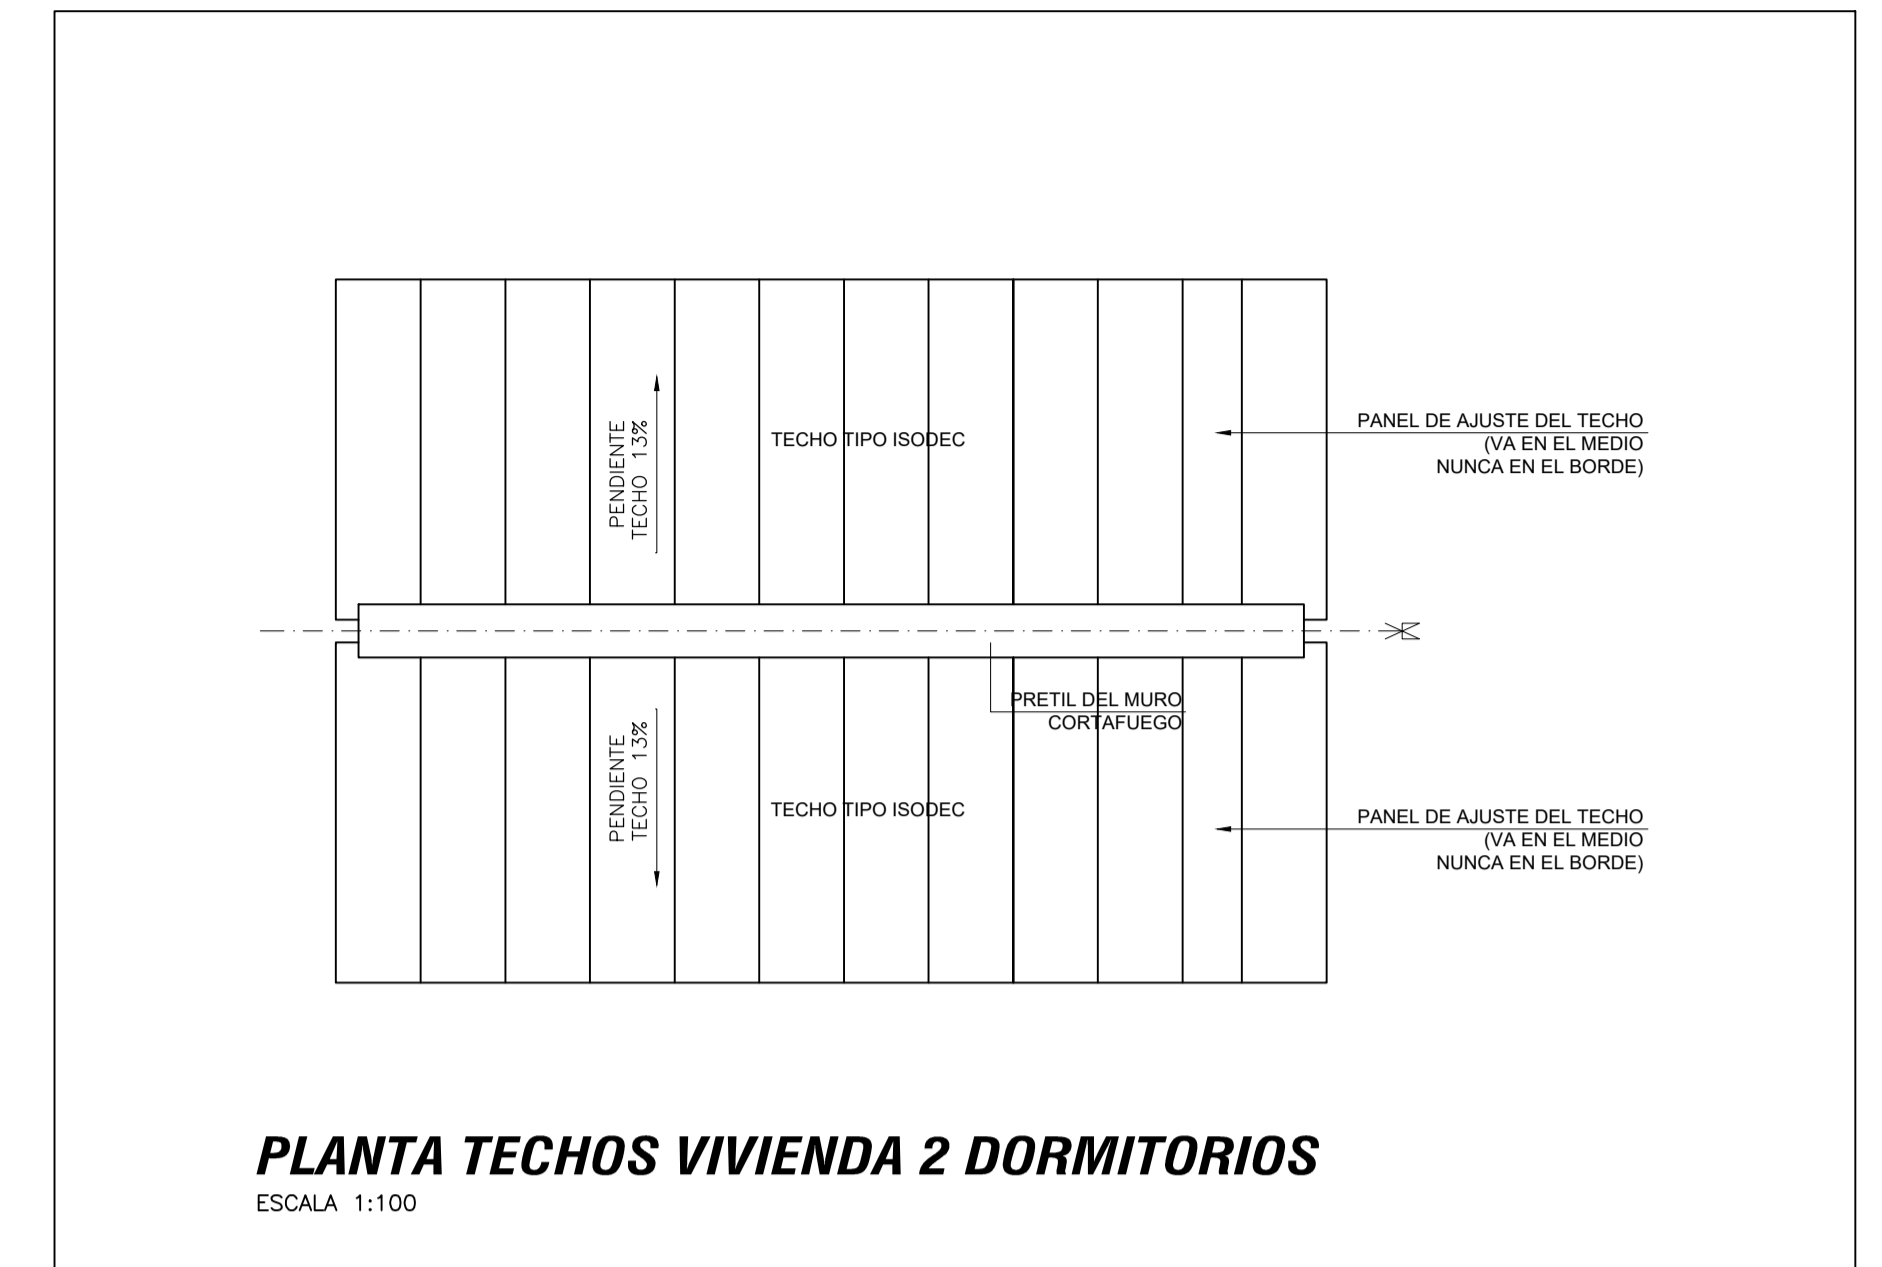 PENDIENTE
TECHO 13%
TECHO TIPO ISODEC
PANEL DE AJUSTE DEL TECHO
(VA EN EL MEDIO
NUNCA EN EL BORDE)
PRETIL DEL MURO
CORTAFUEGO
PENDIENTE
TECHO 13%
TECHO TIPO ISODEC
PANEL DE AJUSTE DEL TECHO
(VA EN EL MEDIO
NUNCA EN EL BORDE)
PLANTA TECHOS VIVIENDA 2 DORMITORIOS
ESCALA 1:100